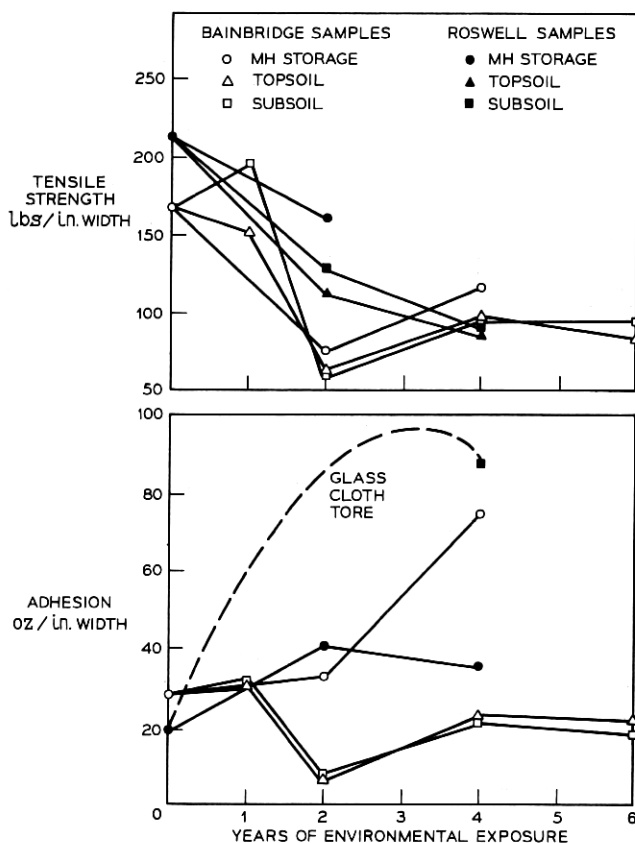 BAINBRIDGE SAMPLES
ROSWELL SAMPLES
MH STORAGE
MH STORAGE
TOPSOIL
TOPSOIL
SUBSOIL
SUBSOIL
250
200
TENSILE
STRENGTH
lbs/in. WIDTH
150
100
50
100
80
GLASS
CLOTH
TORE
60
ADHESION
oz/in. WIDTH
40
20
0
1
2
3
4
5
6
YEARS OF ENVIRONMENTAL EXPOSURE